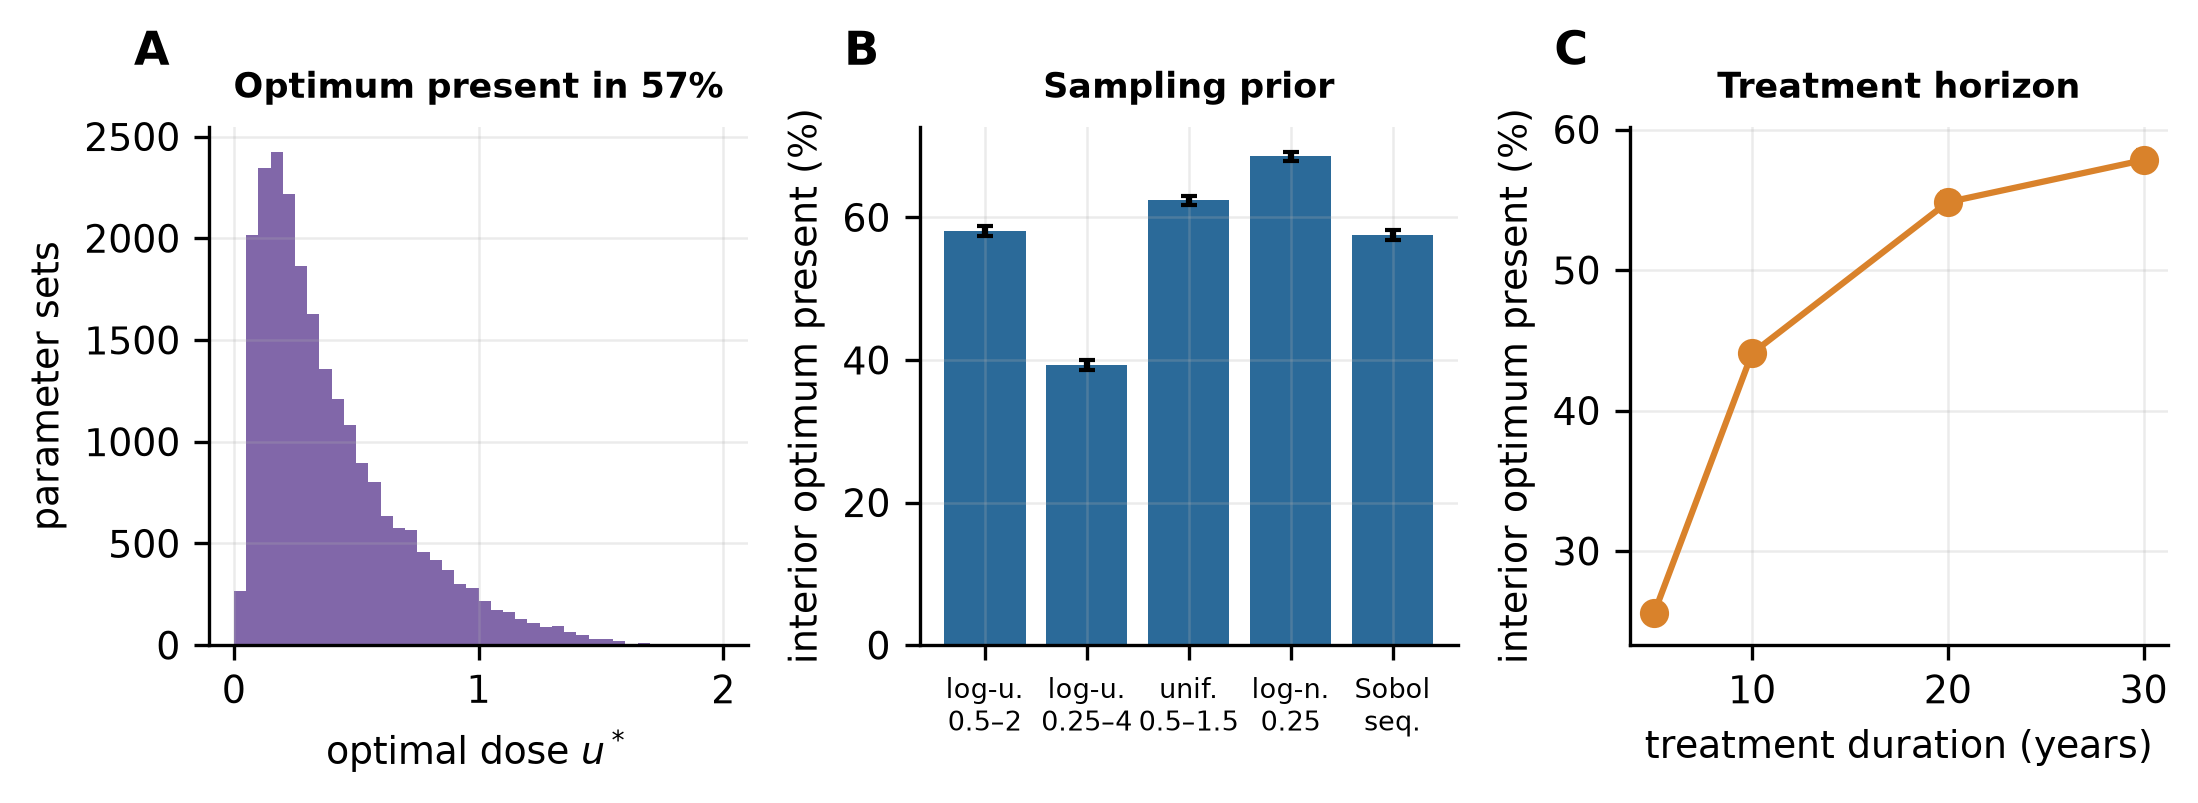 A
Optimum present in 57%
2500
2000
1500
1000
500
0
parameter sets
0 1 2
optimal dose u*
B
Sampling prior
60
40
20
0
interior optimum present (%)
log-u. log-u. unif. log-n. Sobol
0.5–2 0.25–4 0.5–1.5 0.25 seq.
C
Treatment horizon
60
50
40
30
interior optimum present (%)
10 20 30
treatment duration (years)